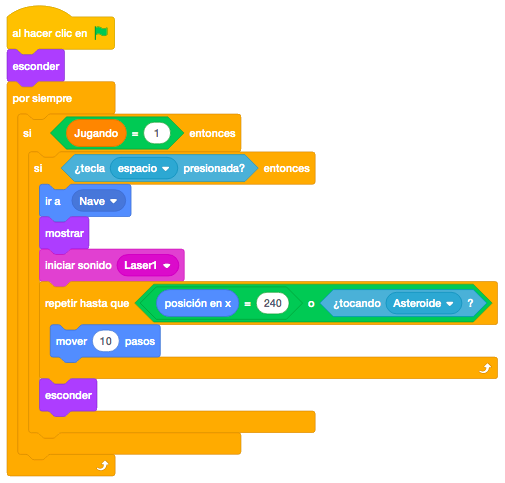 al hacer clic en
esconder
por siempre
si Jugando = 1 entonces
si ¿tecla espacio presionada? entonces
ir a Nave
mostrar
iniciar sonido Laser1
repetir hasta que posición en x = 240 o ¿tocando Asteroide ?
mover 10 pasos
esconder